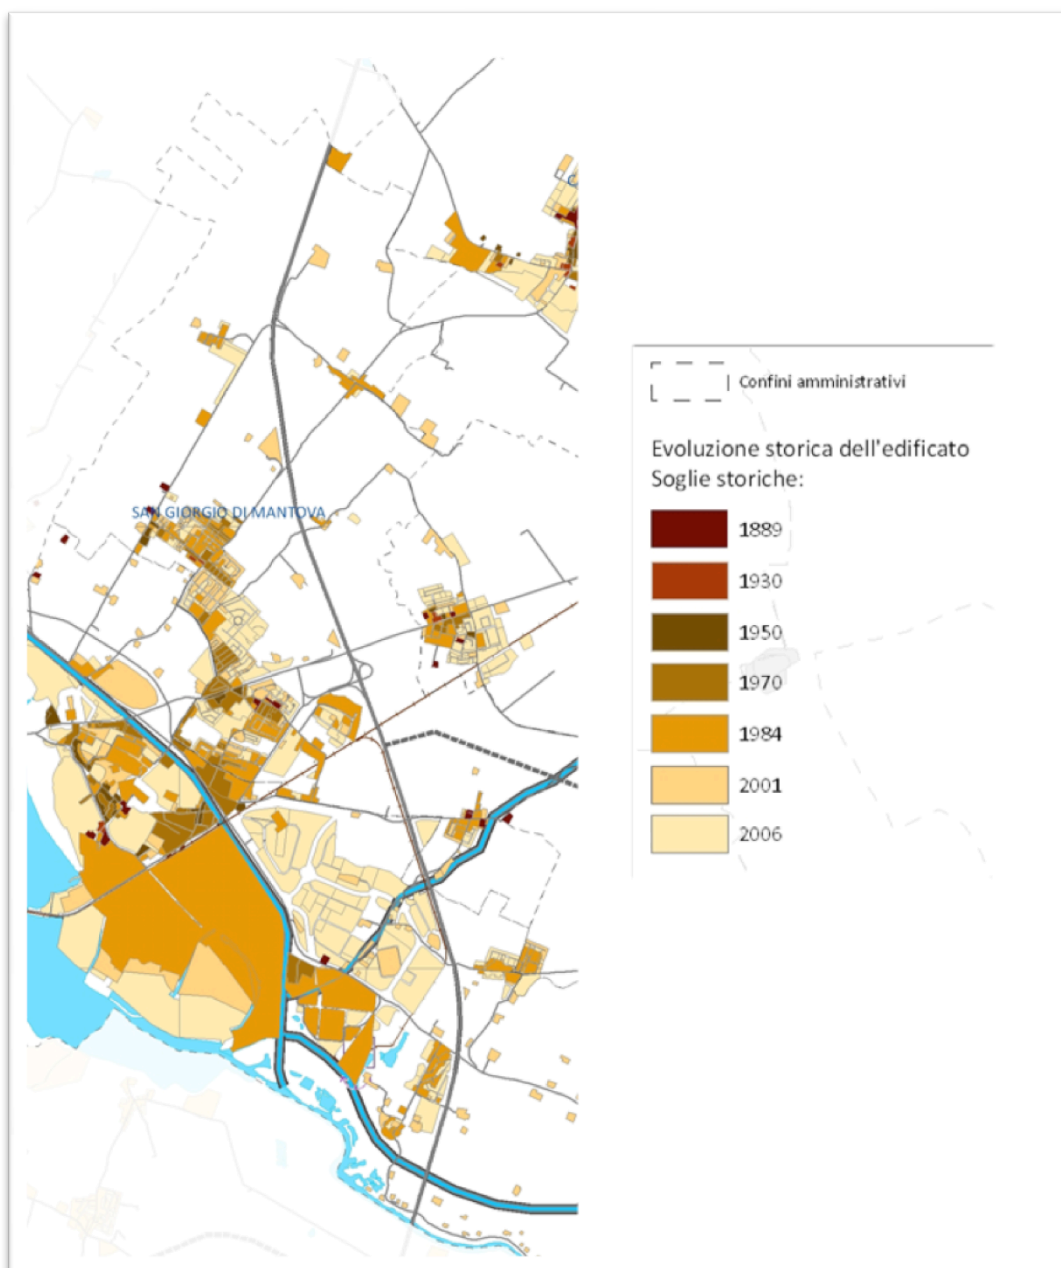 SAN GIORGIO DI MANTOVA
Confini amministrativi
Evoluzione storica dell'edificato
Soglie storiche:
1889
1930
1950
1970
1984
2001
2006